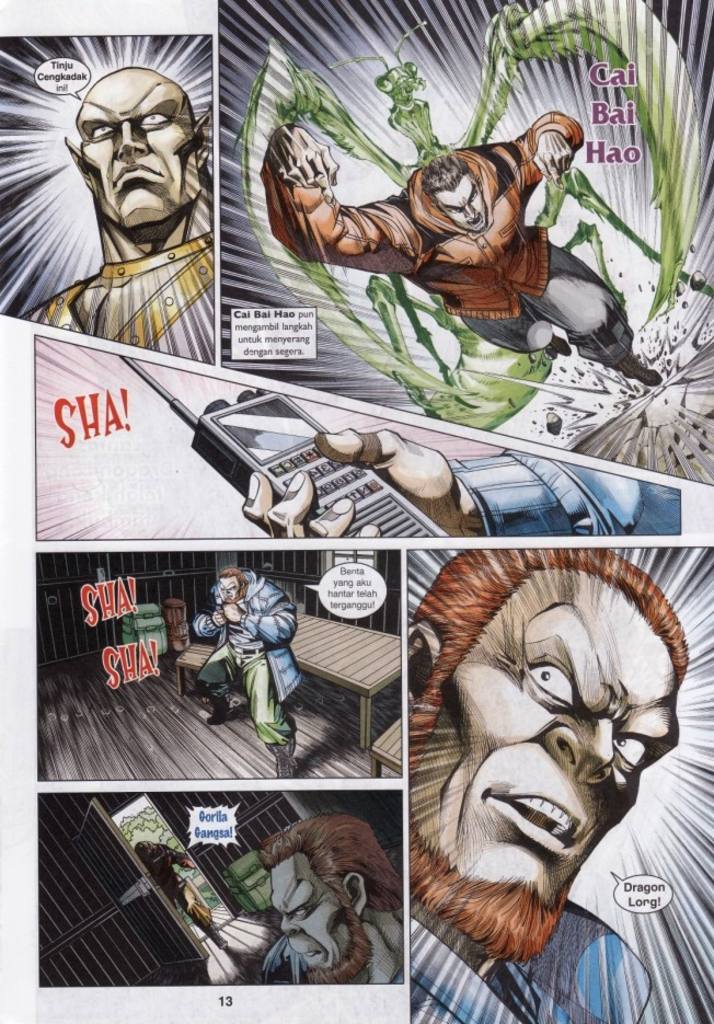 Tinju
Cengkadak
ini!
Cai
Bai
Hao
Cai Bai Hao pun
mengambil langkah
untuk menyerang
dengan segera.
SHA!
SHA!
SHA!
Benta
yang aku
hantar telah
terganggu!
Gorila
Gangsa!
Dragon
Lorg!
13